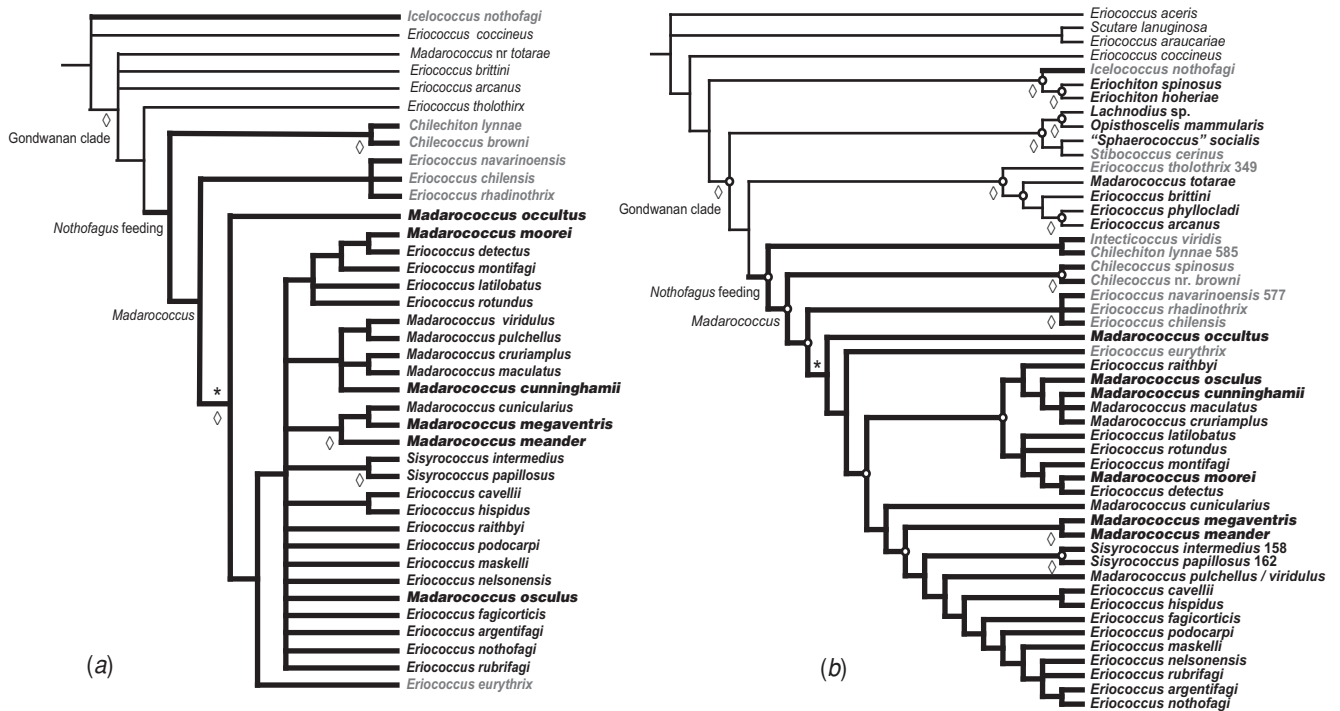 Icelococcus nothofagi
Eriococcus coccineus
Madarococcus nr totarae
Eriococcus brittini
Eriococcus arcanus
Eriococcus tholothirx
Gondwanan clade
Chilechiton lynnae
Chilecoccus browni
Eriococcus navarinoensis
Eriococcus chilensis
Eriococcus rhadinothrix
Nothofagus feeding
Madarococcus occultus
Madarococcus moorei
Eriococcus detectus
Eriococcus montifagi
Eriococcus latilobatus
Eriococcus rotundus
Madarococcus
Madarococcus viridulus
Madarococcus pulchellus
Madarococcus cruriamplus
Madarococcus maculatus
Madarococcus cunninghamii
*
Madarococcus cunicularius
Madarococcus megaventris
Madarococcus meander
Sisyrococcus intermedius
Sisyrococcus papillosus
Eriococcus cavellii
Eriococcus hispidus
Eriococcus raithbyi
Eriococcus podocarpi
Eriococcus maskelli
Eriococcus nelsonensis
Madarococcus osculus
Eriococcus fagicorticis
Eriococcus argentifagi
Eriococcus nothofagi
Eriococcus rubrifagi
Eriococcus eurythrix
(a)
Eriococcus aceris
Scutare lanuginosa
Eriococcus araucariae
Eriococcus coccineus
Icelococcus nothofagi
Eriochiton spinosus
Eriochiton hoheriae
Lachnodius sp.
Opisthoscelis mammularis
“Sphaerococcus” socialis
Stibococcus cerinus
Eriococcus tholothrix 349
Madarococcus totarae
Eriococcus brittini
Eriococcus phyllocladi
Eriococcus arcanus
Gondwanan clade
Intecticoccus viridis
Chilechiton lynnae 585
Chilecoccus spinosus
Chilecoccus nr. browni
Nothofagus feeding
Eriococcus navarinoensis 577
Eriococcus rhadinothrix
Eriococcus chilensis
Madarococcus
Madarococcus occultus
Eriococcus eurythrix
*
Eriococcus raithbyi
Madarococcus osculus
Madarococcus cunninghamii
Madarococcus maculatus
Madarococcus cruriamplus
Eriococcus latilobatus
Eriococcus rotundus
Eriococcus montifagi
Madarococcus moorei
Eriococcus detectus
Madarococcus cunicularius
Madarococcus megaventris
Madarococcus meander
Sisyrococcus intermedius 158
Sisyrococcus papillosus 162
Madarococcus pulchellus / viridulus
Eriococcus cavellii
Eriococcus hispidus
Eriococcus fagicorticis
Eriococcus podocarpi
Eriococcus maskelli
Eriococcus nelsonensis
Eriococcus rubrifagi
Eriococcus argentifagi
Eriococcus nothofagi
(b)